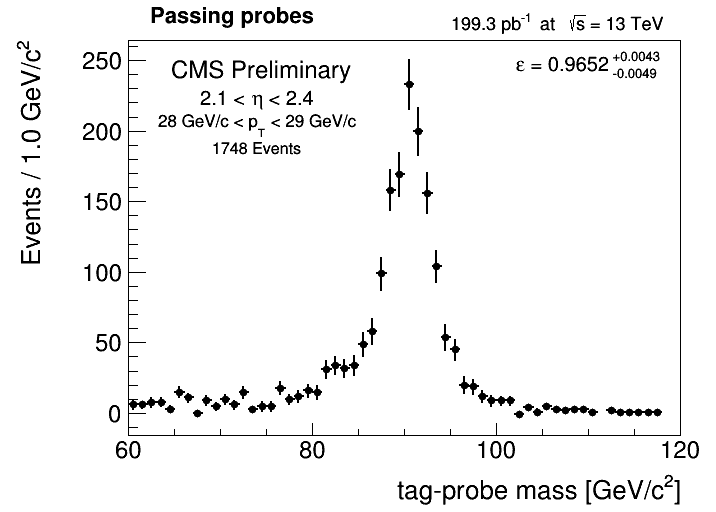 Passing probes
199.3 pb⁻¹ at √s = 13 TeV
CMS Preliminary
2.1 < η < 2.4
28 GeV/c < p_T < 29 GeV/c
1748 Events
ε = 0.9652 +0.0043 -0.0049
Events / 1.0 GeV/c²
250
200
150
100
50
0
60 80 100 120
tag-probe mass [GeV/c²]